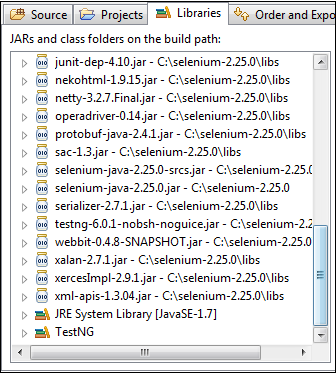 Source Projects Libraries Order and Expo
JARs and class folders on the build path:
junit-dep-4.10.jar - C:\selenium-2.25.0\libs
nekohtml-1.9.15.jar - C:\selenium-2.25.0\libs
netty-3.2.7.Final.jar - C:\selenium-2.25.0\libs
operadriver-0.14.jar - C:\selenium-2.25.0\libs
protobuf-java-2.4.1.jar - C:\selenium-2.25.0\libs
sac-1.3.jar - C:\selenium-2.25.0\libs
selenium-java-2.25.0-srcs.jar - C:\selenium-2.25.0
selenium-java-2.25.0.jar - C:\selenium-2.25.0
serializer-2.7.1.jar - C:\selenium-2.25.0\libs
testng-6.0.1-nobsh-noguice.jar - C:\selenium-2.25.0
webbit-0.4.8-SNAPSHOT.jar - C:\selenium-2.25.0\libs
xalan-2.7.1.jar - C:\selenium-2.25.0\libs
xercesImpl-2.9.1.jar - C:\selenium-2.25.0\libs
xml-apis-1.3.04.jar - C:\selenium-2.25.0\libs
JRE System Library [JavaSE-1.7]
TestNG